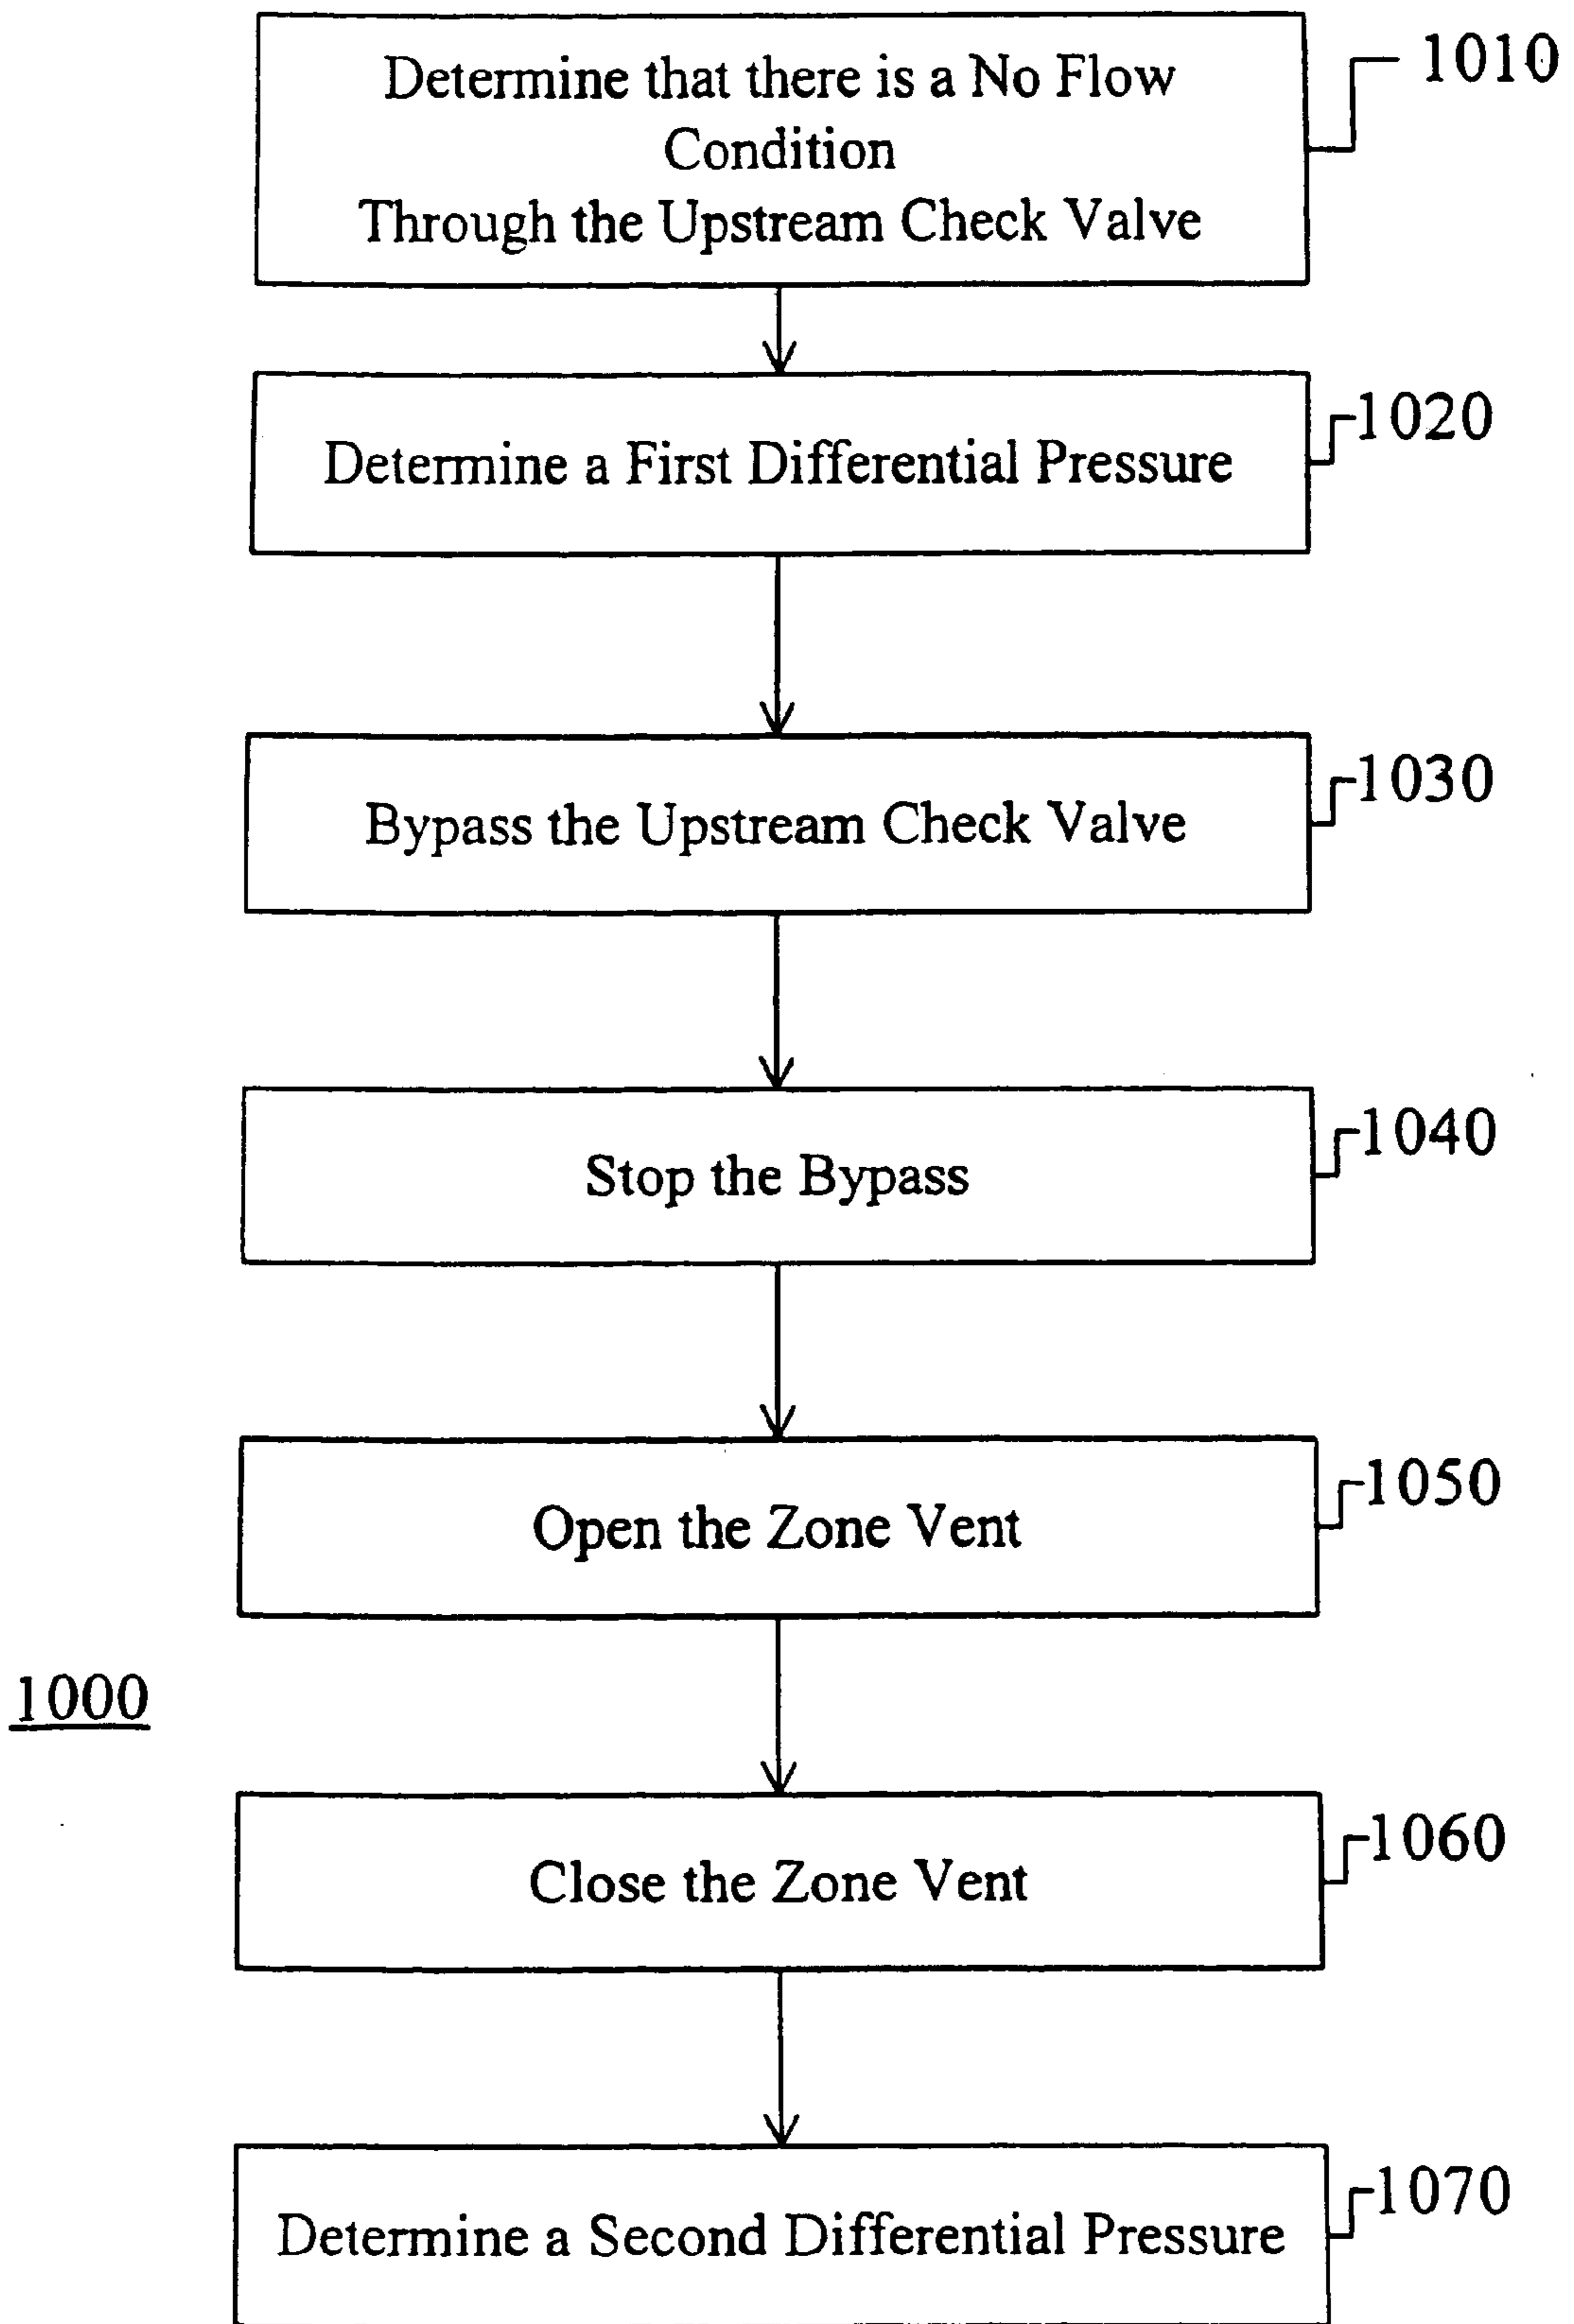 Determine that there is a No Flow
Condition
Through the Upstream Check Valve
1010
Determine a First Differential Pressure
1020
Bypass the Upstream Check Valve
1030
Stop the Bypass
1040
Open the Zone Vent
1050
1000
Close the Zone Vent
1060
Determine a Second Differential Pressure
1070